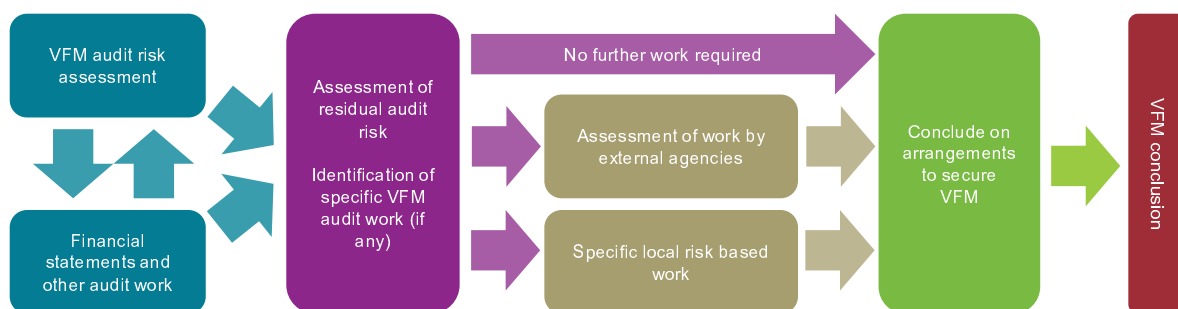 VFM audit risk
assessment
Financial
statements and
other audit work
Assessment of
residual audit
risk
Identification of
specific VFM
audit work (if
any)
No further work required
Assessment of work by
external agencies
Specific local risk based
work
Conclude on
arrangements
to secure
VFM
VFM conclusion